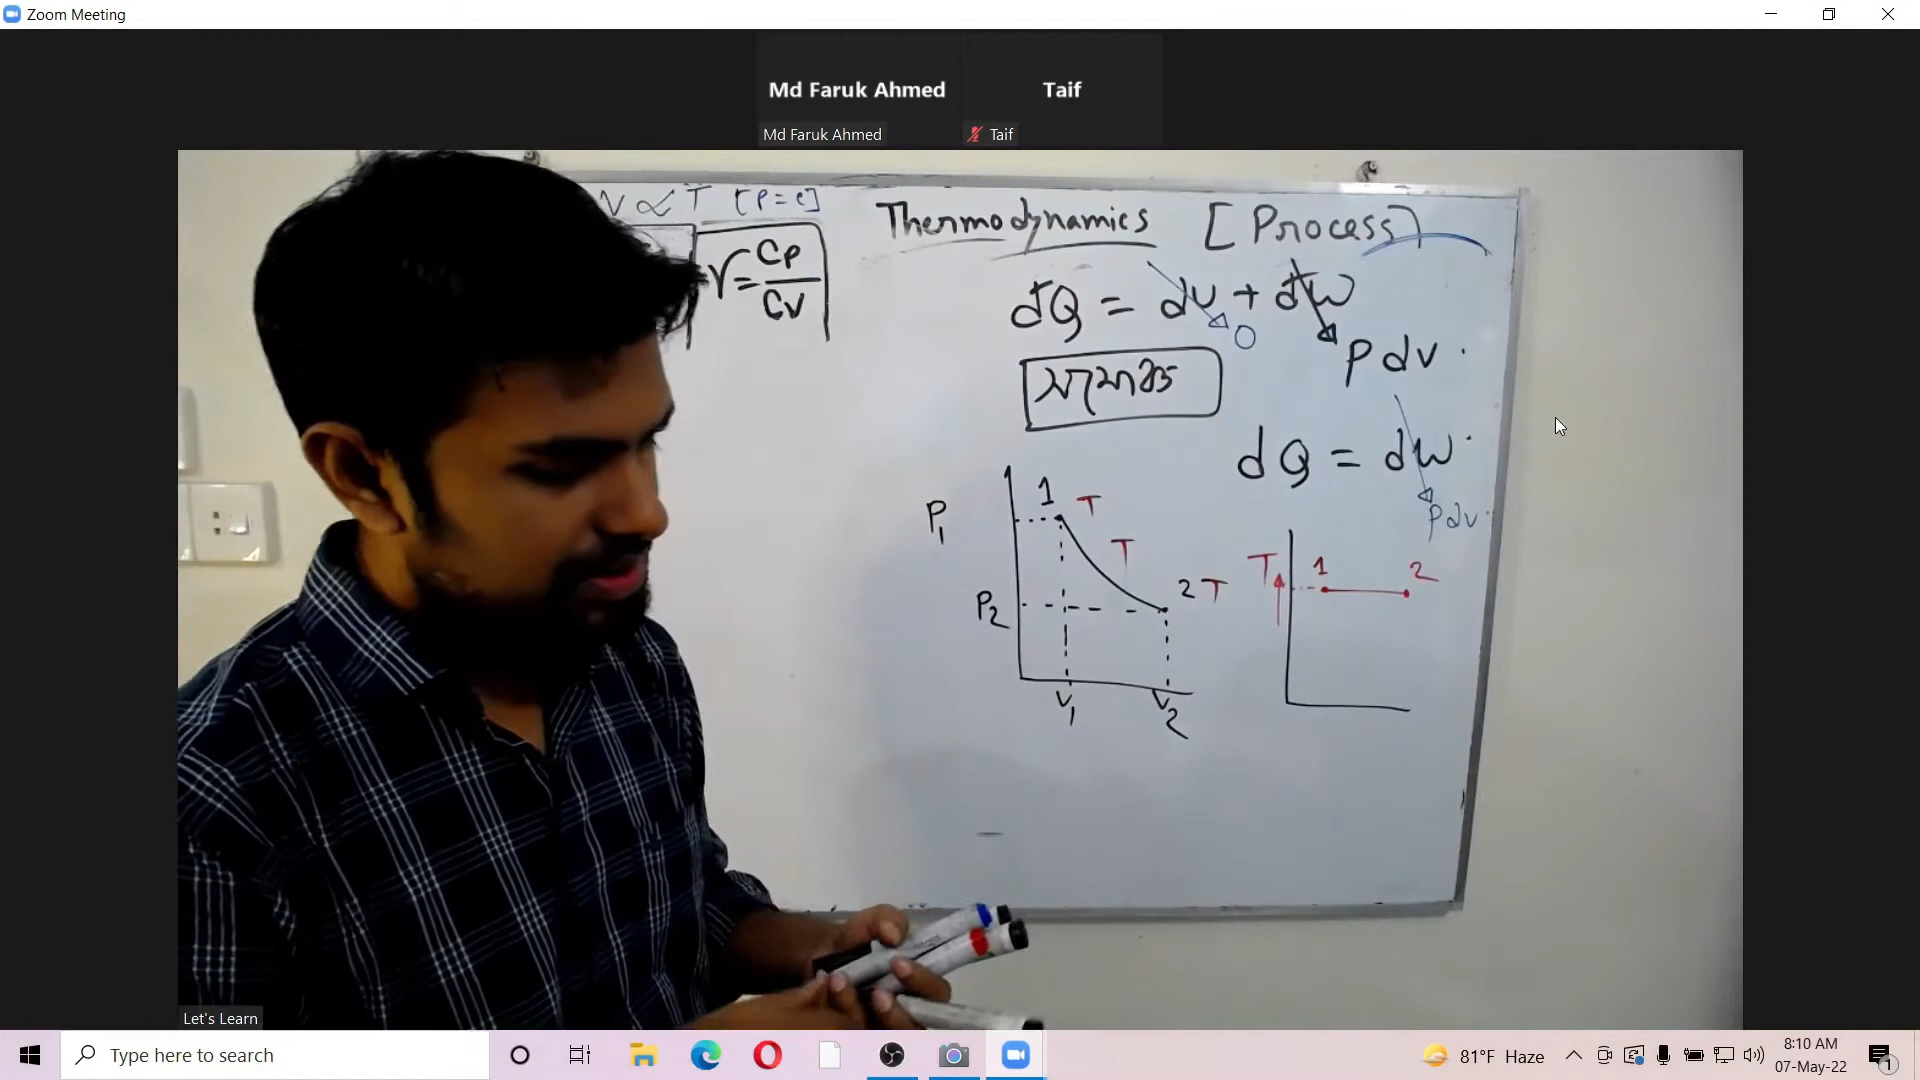 Zoom Meeting
Md Faruk Ahmed
Taif
Md Faruk Ahmed
Taif
V ∝ T [P = c]
Thermodynamics [Process]
γ = Cp/Cv
dQ = du + dw
0
P dv
সমোষ্ণ
dQ = dw
Pdv
P1
1 T
T
P2
2 T
V1
V2
T
1
2
Let's Learn
Type here to search
81°F Haze
8:10 AM
07-May-22
1